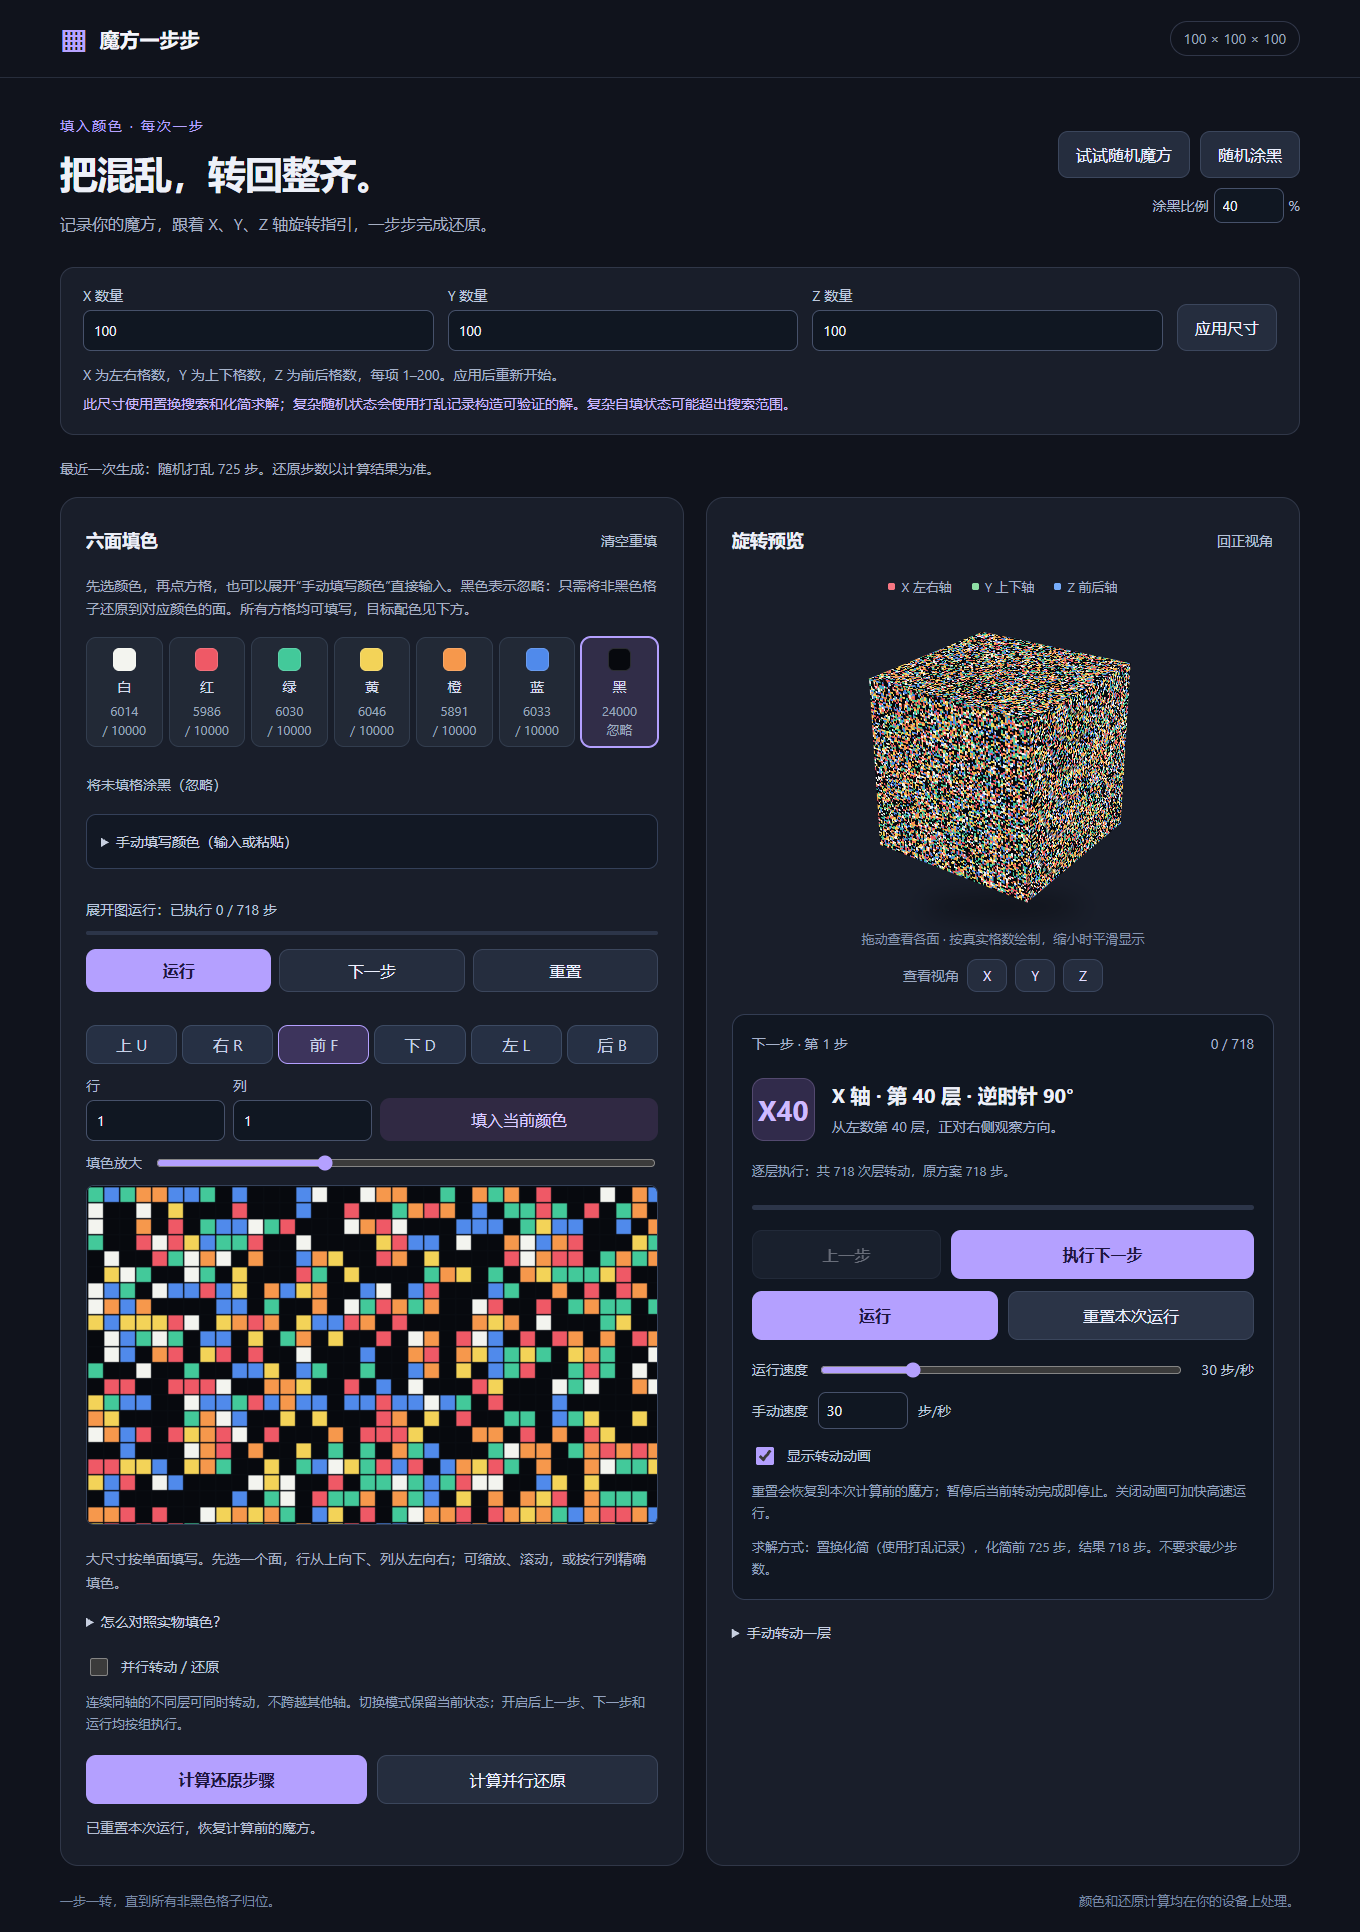 魔方一步步
100 × 100 × 100
填入颜色 · 每次一步
把混乱，转回整齐。
记录你的魔方，跟着 X、Y、Z 轴旋转指引，一步步完成还原。
试试随机魔方
随机涂黑
涂黑比例 40 %
X 数量
Y 数量
Z 数量
100
100
100
应用尺寸
X 为左右格数，Y 为上下格数，Z 为前后格数，每项 1–200。应用后重新开始。
此尺寸使用置换搜索和化简求解；复杂随机状态会使用打乱记录构造可验证的解。复杂自填状态可能超出搜索范围。
最近一次生成：随机打乱 725 步。还原步数以计算结果为准。
六面填色
清空重填
先选颜色，再点方格，也可以展开“手动填写颜色”直接输入。黑色表示忽略：只需将非黑色格
子还原到对应颜色的面。所有方格均可填写，目标配色见下方。
白
6014
/ 10000
红
5986
/ 10000
绿
6030
/ 10000
黄
6046
/ 10000
橙
5891
/ 10000
蓝
6033
/ 10000
黑
24000
忽略
将未填格涂黑（忽略）
手动填写颜色（输入或粘贴）
展开图运行：已执行 0 / 718 步
运行
下一步
重置
上 U
右 R
前 F
下 D
左 L
后 B
行
列
1
1
填入当前颜色
填色放大
大尺寸按单面填写。先选一个面，行从上向下、列从左向右；可缩放、滚动，或按行列精确
填色。
怎么对照实物填色？
并行转动 / 还原
连续同轴的不同层可同时转动，不跨越其他轴。切换模式保留当前状态；开启后上一步、下一步和
运行均按组执行。
计算还原步骤
计算并行还原
已重置本次运行，恢复计算前的魔方。
旋转预览
回正视角
X 左右轴
Y 上下轴
Z 前后轴
拖动查看各面 · 按真实格数绘制，缩小时平滑显示
查看视角
X
Y
Z
下一步 · 第 1 步
0 / 718
X40
X 轴 · 第 40 层 · 逆时针 90°
从左数第 40 层，正对右侧观察方向。
逐层执行：共 718 次层转动，原方案 718 步。
上一步
执行下一步
运行
重置本次运行
运行速度
30 步/秒
手动速度 30 步/秒
显示转动动画
重置会恢复到本次计算前的魔方；暂停后当前转动完成即停止。关闭动画可加快高速运
行。
求解方式：置换化简（使用打乱记录），化简前 725 步，结果 718 步。不要求最少步
数。
手动转动一层
一步一转，直到所有非黑色格子归位。
颜色和还原计算均在你的设备上处理。